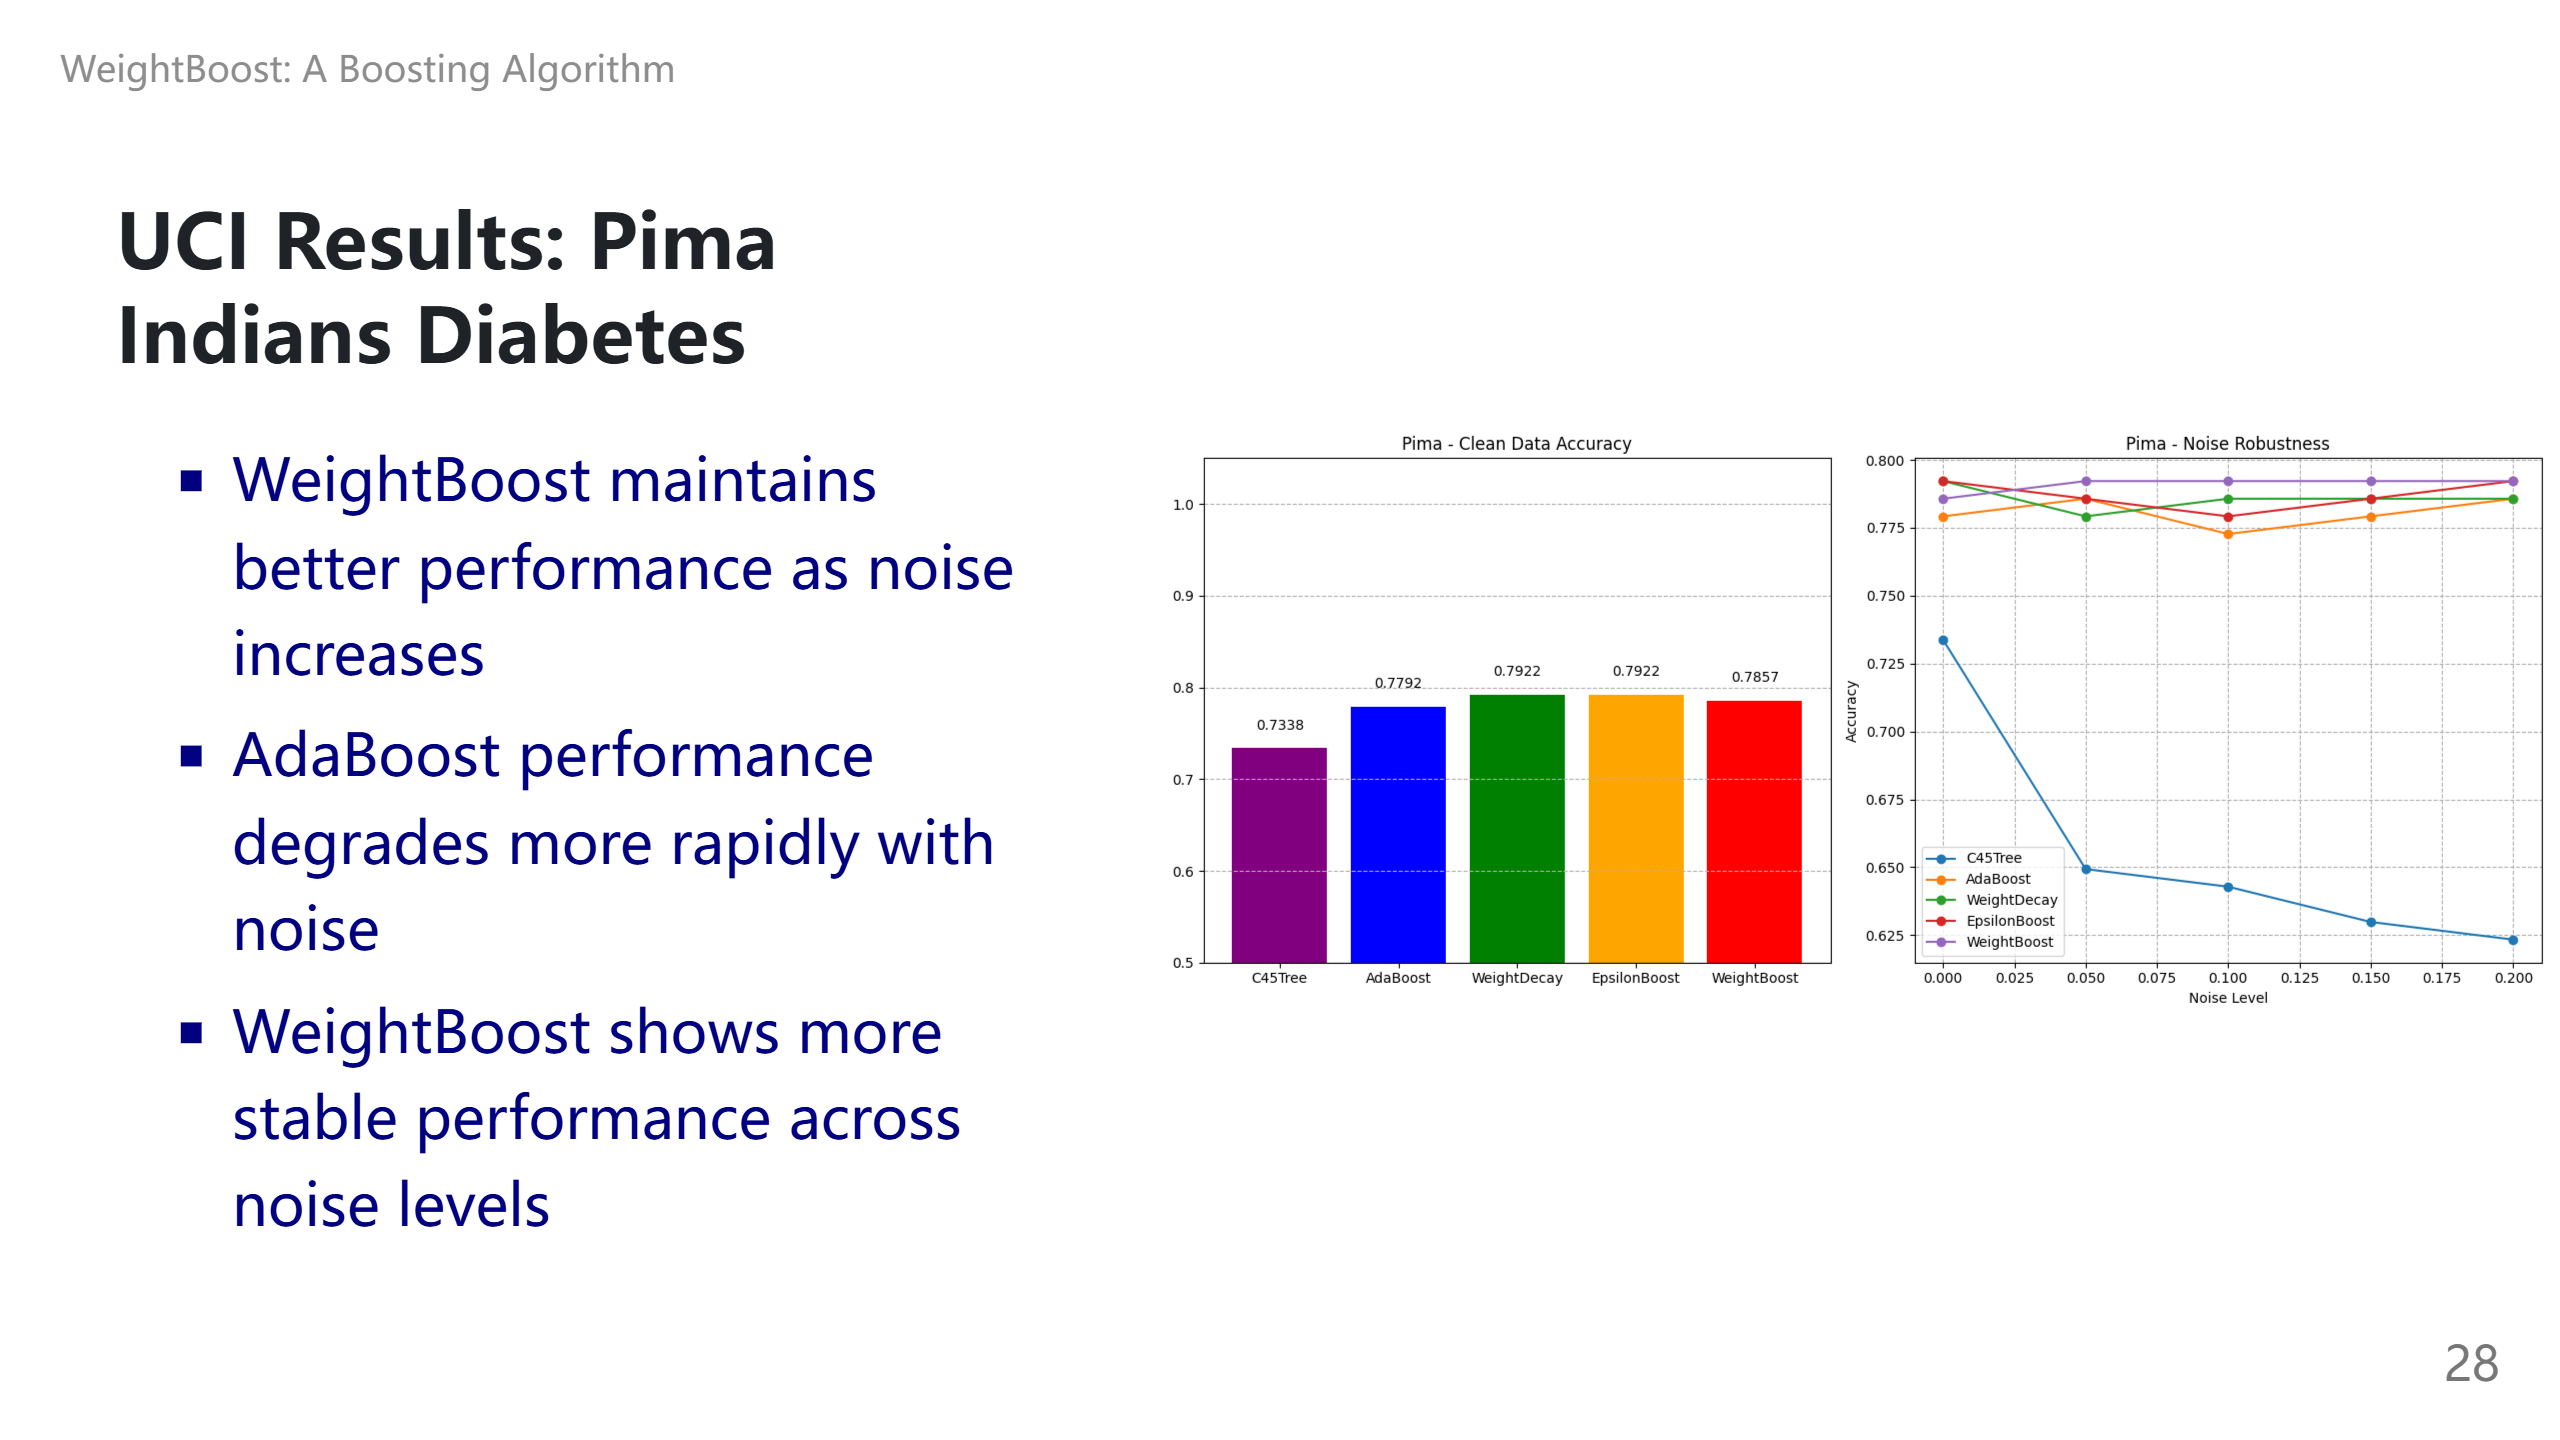 WeightBoost: A Boosting Algorithm
UCI Results: Pima
Indians Diabetes
▪ WeightBoost maintains
better performance as noise
increases
▪ AdaBoost performance
degrades more rapidly with
noise
▪ WeightBoost shows more
stable performance across
noise levels
Pima - Clean Data Accuracy
1.0
0.9
0.8
0.7
0.6
0.5
0.7338
0.7792
0.7922
0.7922
0.7857
C45Tree AdaBoost WeightDecay EpsilonBoost WeightBoost
Pima - Noise Robustness
Accuracy
0.800
0.775
0.750
0.725
0.700
0.675
0.650
0.625
C45Tree
AdaBoost
WeightDecay
EpsilonBoost
WeightBoost
0.000 0.025 0.050 0.075 0.100 0.125 0.150 0.175 0.200
Noise Level
28